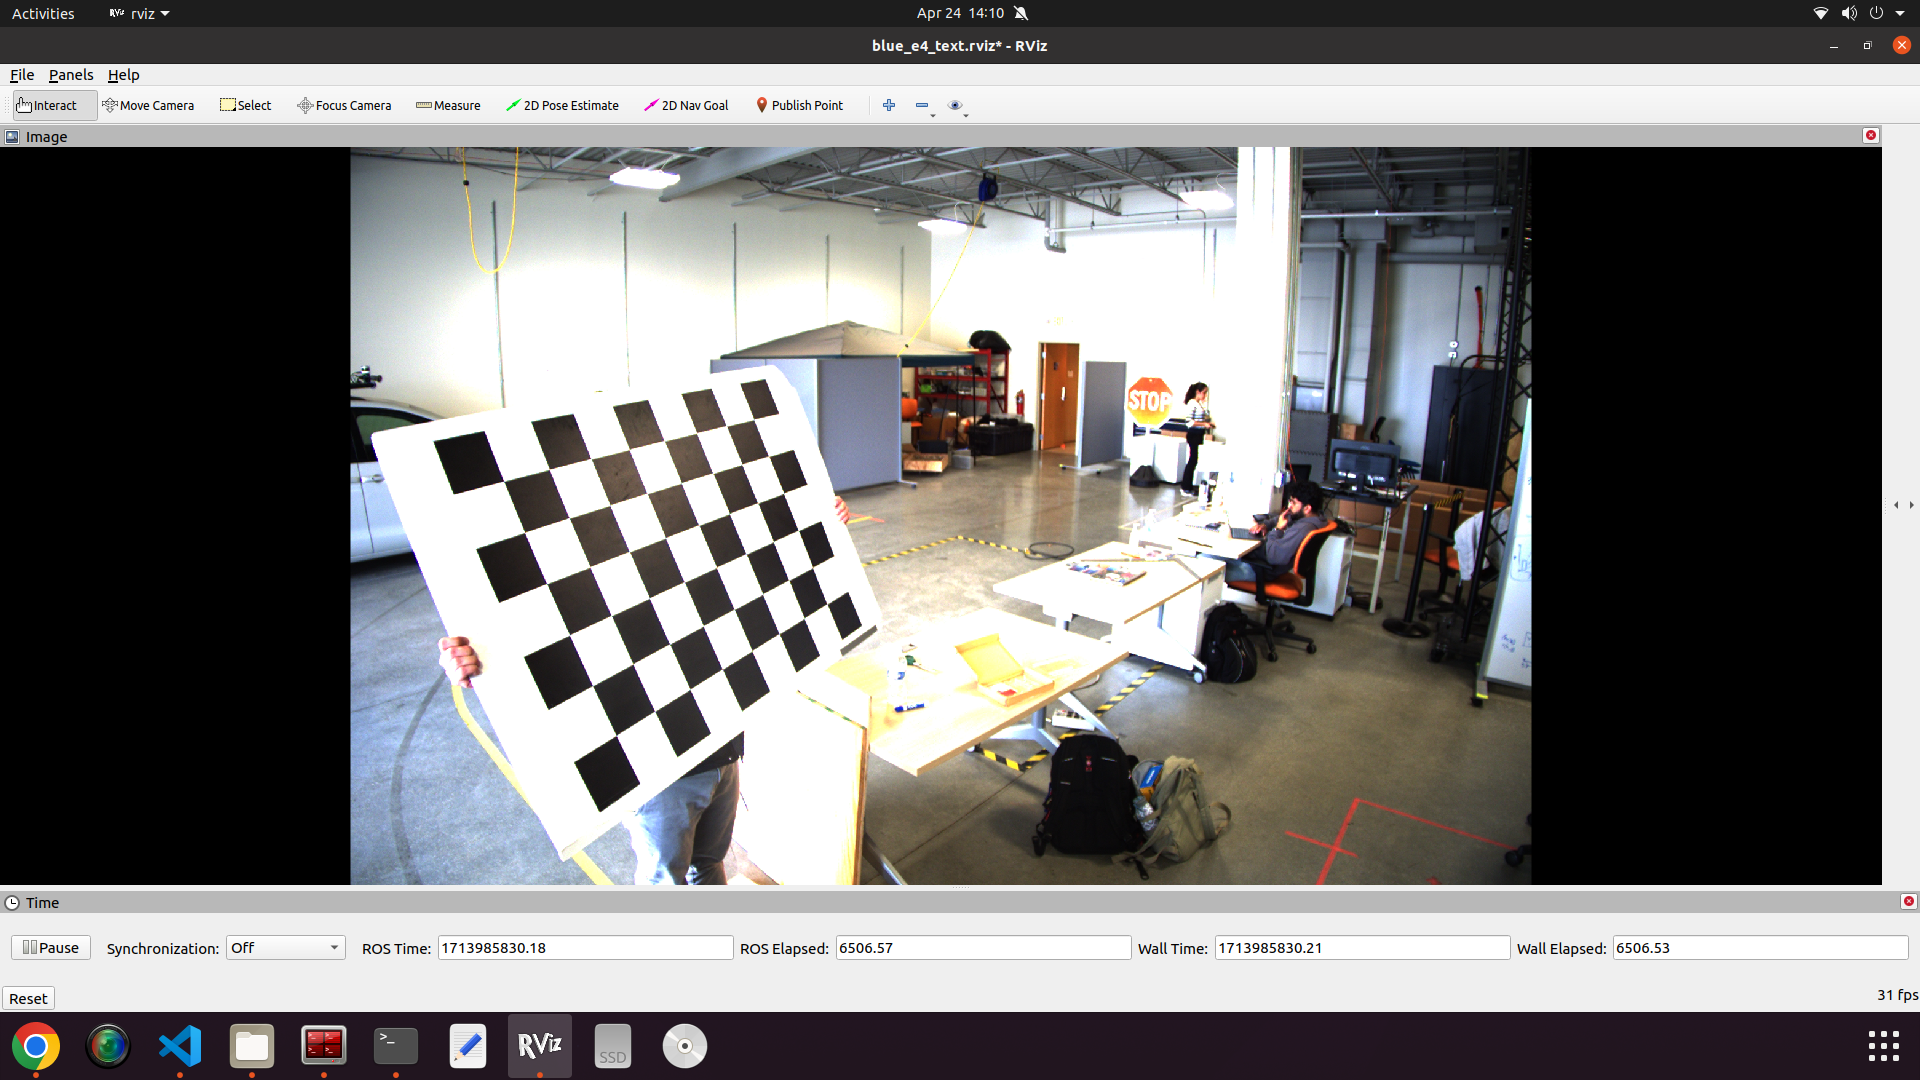 Activities
RViz rviz
Apr 24 14:10
blue_e4_text.rviz* - RViz
File Panels Help
Interact Move Camera Select Focus Camera Measure 2D Pose Estimate 2D Nav Goal Publish Point
Image
STOP
Time
Pause Synchronization: Off ROS Time: 1713985830.18 ROS Elapsed: 6506.57 Wall Time: 1713985830.21 Wall Elapsed: 6506.53
Reset
31 fps
>_
RViz
SSD